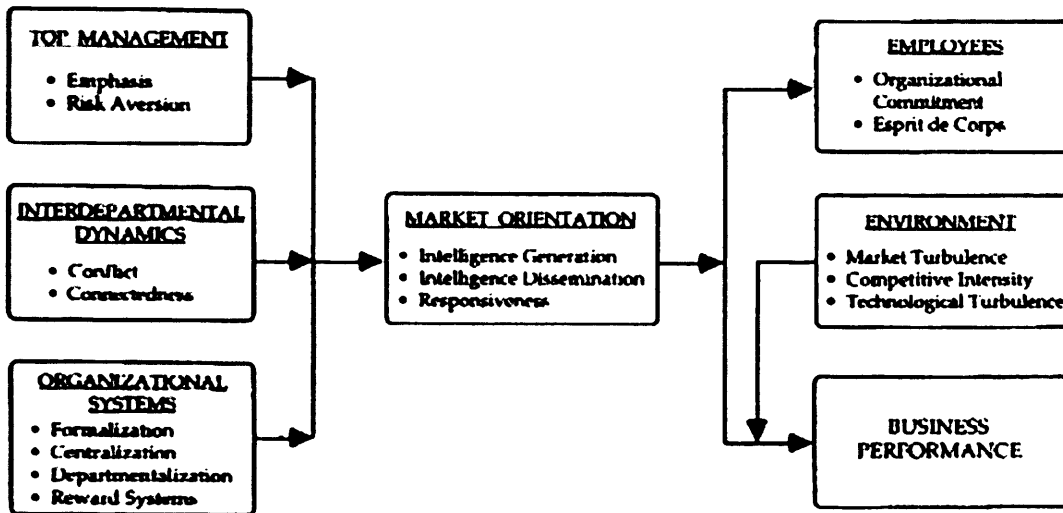 TOP MANAGEMENT
• Emphasis
• Risk Aversion
INTERDEPARTMENTAL
DYNAMICS
• Conflict
• Connectedness
ORGANIZATIONAL
SYSTEMS
• Formalization
• Centralization
• Departmentalization
• Reward Systems
MARKET ORIENTATION
• Intelligence Generation
• Intelligence Dissemination
• Responsiveness
EMPLOYEES
• Organizational
Commitment
• Esprit de Corps
ENVIRONMENT
• Market Turbulence
• Competitive Intensity
• Technological Turbulence
BUSINESS
PERFORMANCE